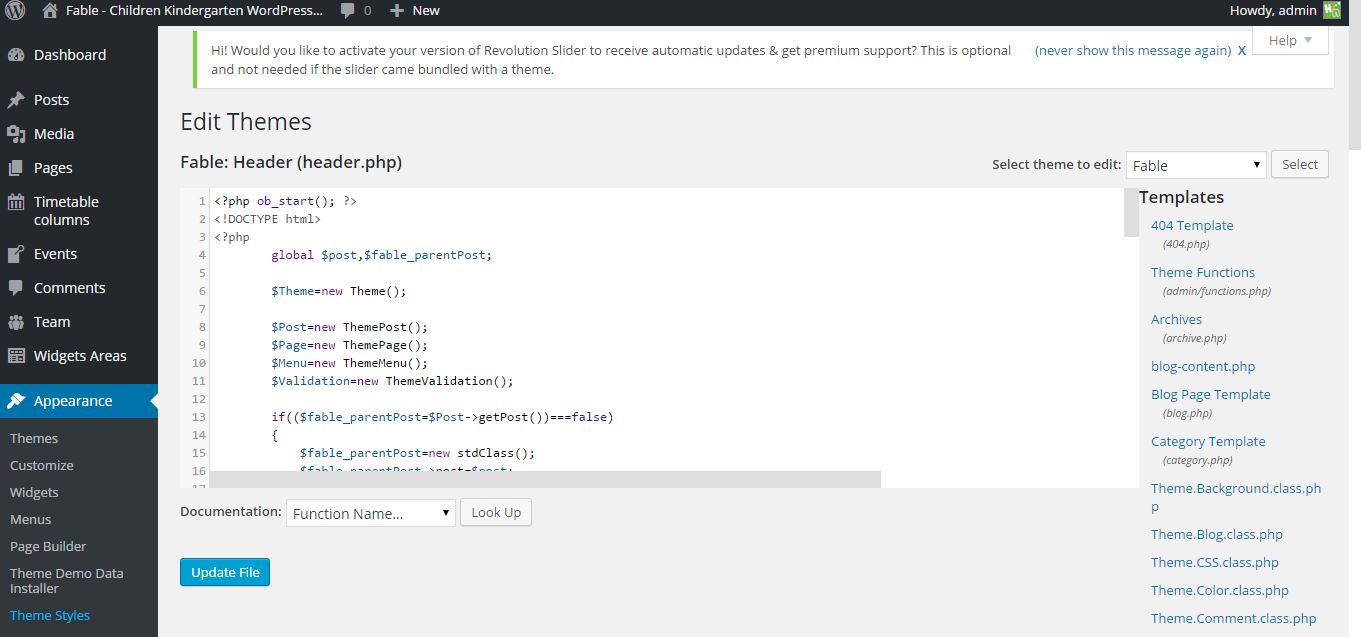 Fable - Children Kindergarten WordPress... 0 New Howdy, admin
Dashboard
Posts
Media
Pages
Timetable
columns
Events
Comments
Team
Widgets Areas
Appearance
Themes
Customize
Widgets
Menus
Page Builder
Theme Demo Data
Installer
Theme Styles
Hi! Would you like to activate your version of Revolution Slider to receive automatic updates & get premium support? This is optional
and not needed if the slider came bundled with a theme.
(never show this message again) X
Help
Edit Themes
Fable: Header (header.php)
Select theme to edit: Fable Select
1 <?php ob_start(); ?>
2 <!DOCTYPE html>
3 <?php
4 global $post,$fable_parentPost;
5
6 $Theme=new Theme();
7
8 $Post=new ThemePost();
9 $Page=new ThemePage();
10 $Menu=new ThemeMenu();
11 $Validation=new ThemeValidation();
12
13 if(($fable_parentPost=$Post->getPost())===false)
14 {
15 $fable_parentPost=new stdClass();
16 $fable_parentPost->post=$post;
17
Documentation: Function Name... Look Up
Update File
Templates
404 Template
(404.php)
Theme Functions
(admin/functions.php)
Archives
(archive.php)
blog-content.php
Blog Page Template
(blog.php)
Category Template
(category.php)
Theme.Background.class.ph
p
Theme.Blog.class.php
Theme.CSS.class.php
Theme.Color.class.php
Theme.Comment.class.php